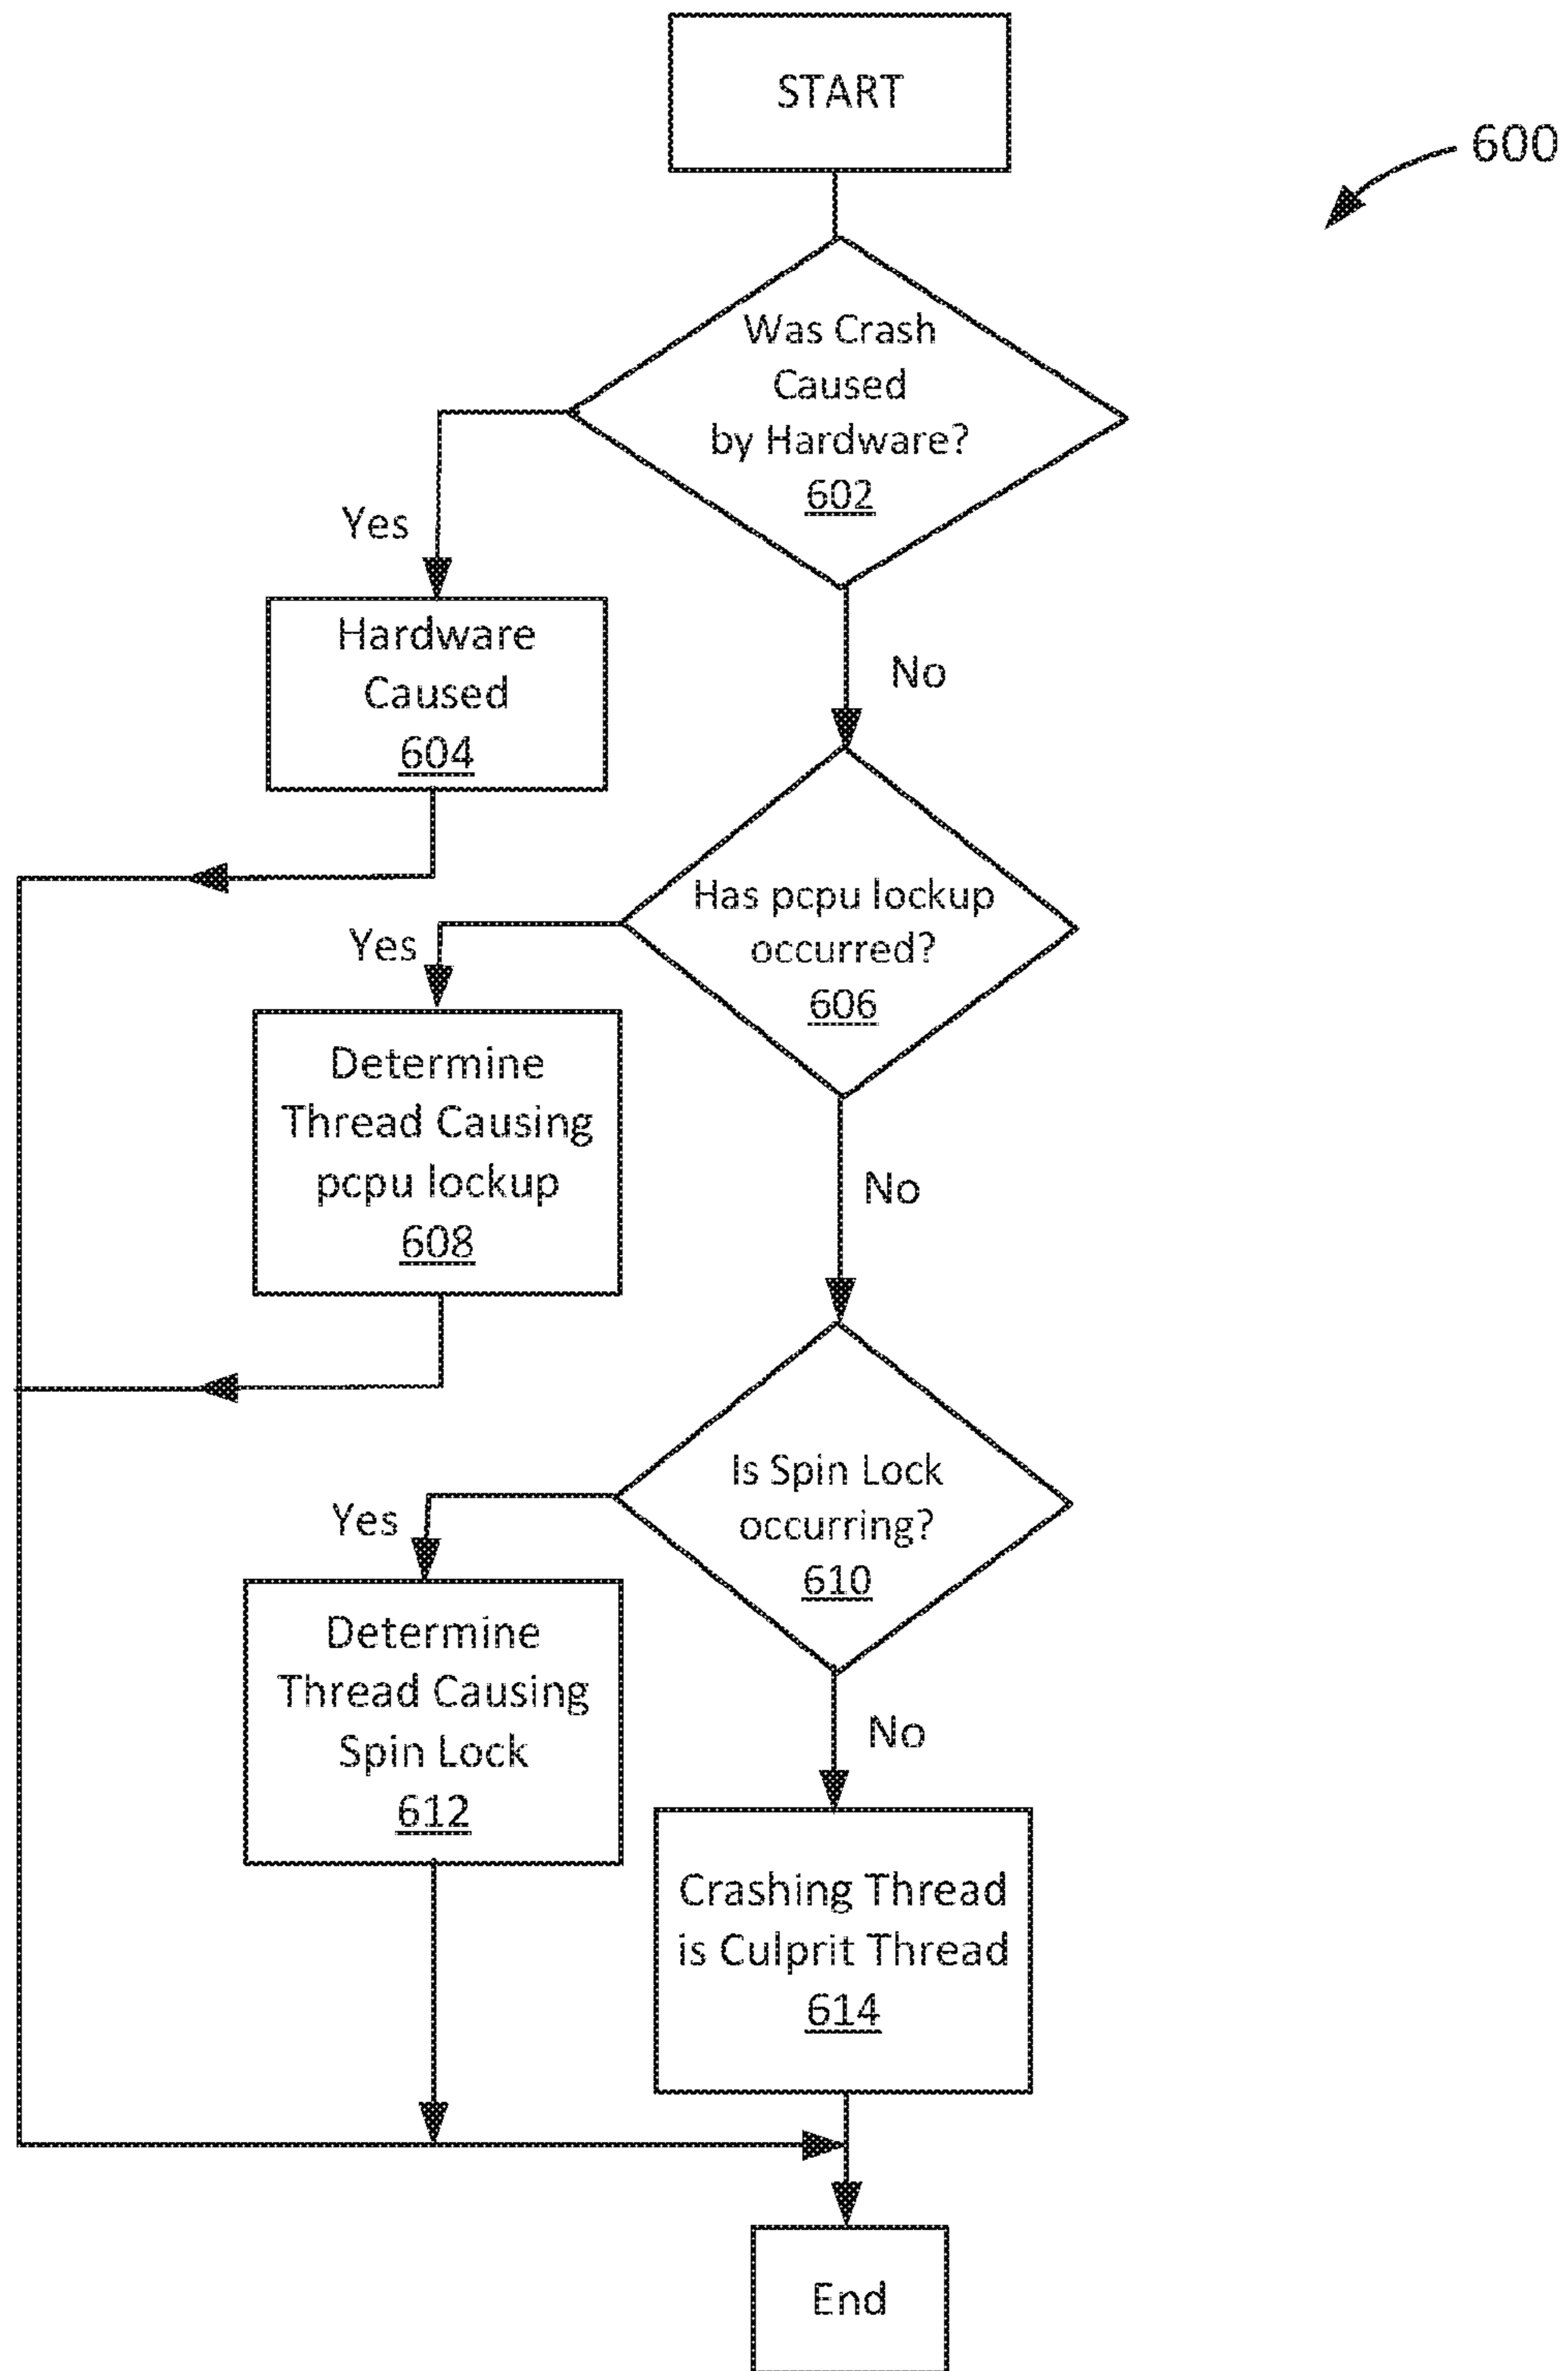 START
600
Was Crash
Caused
by Hardware?
602
Yes
Hardware
Caused
604
No
Has pcpu lockup
occurred?
606
Yes
Determine
Thread Causing
pcpu lockup
608
No
Is Spin Lock
occurring?
610
Yes
Determine
Thread Causing
Spin Lock
612
No
Crashing Thread
is Culprit Thread
614
End